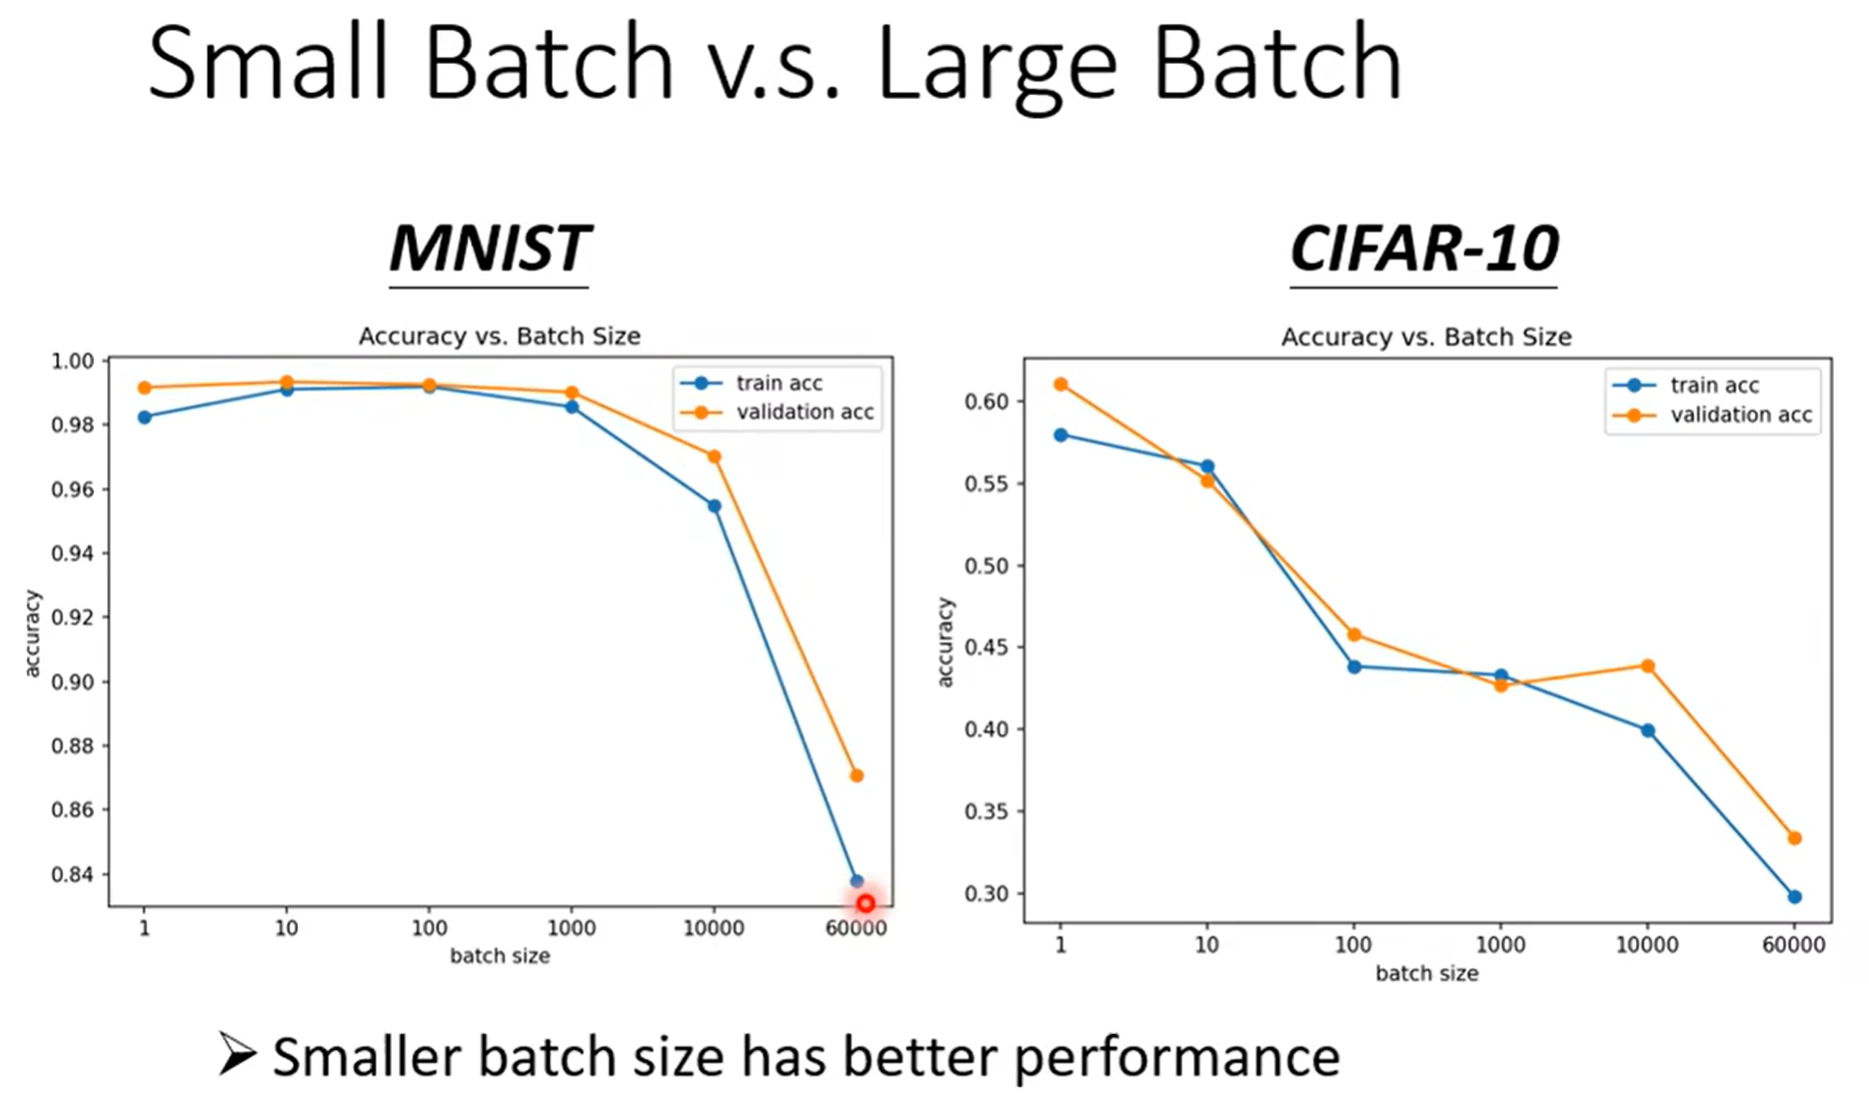 Small Batch v.s. Large Batch
MNIST
Accuracy vs. Batch Size
train acc
validation acc
1.00
0.98
0.96
0.94
0.92
0.90
0.88
0.86
0.84
accuracy
1 10 100 1000 10000 60000
batch size
CIFAR-10
Accuracy vs. Batch Size
train acc
validation acc
0.60
0.55
0.50
0.45
0.40
0.35
0.30
accuracy
1 10 100 1000 10000 60000
batch size
➢ Smaller batch size has better performance